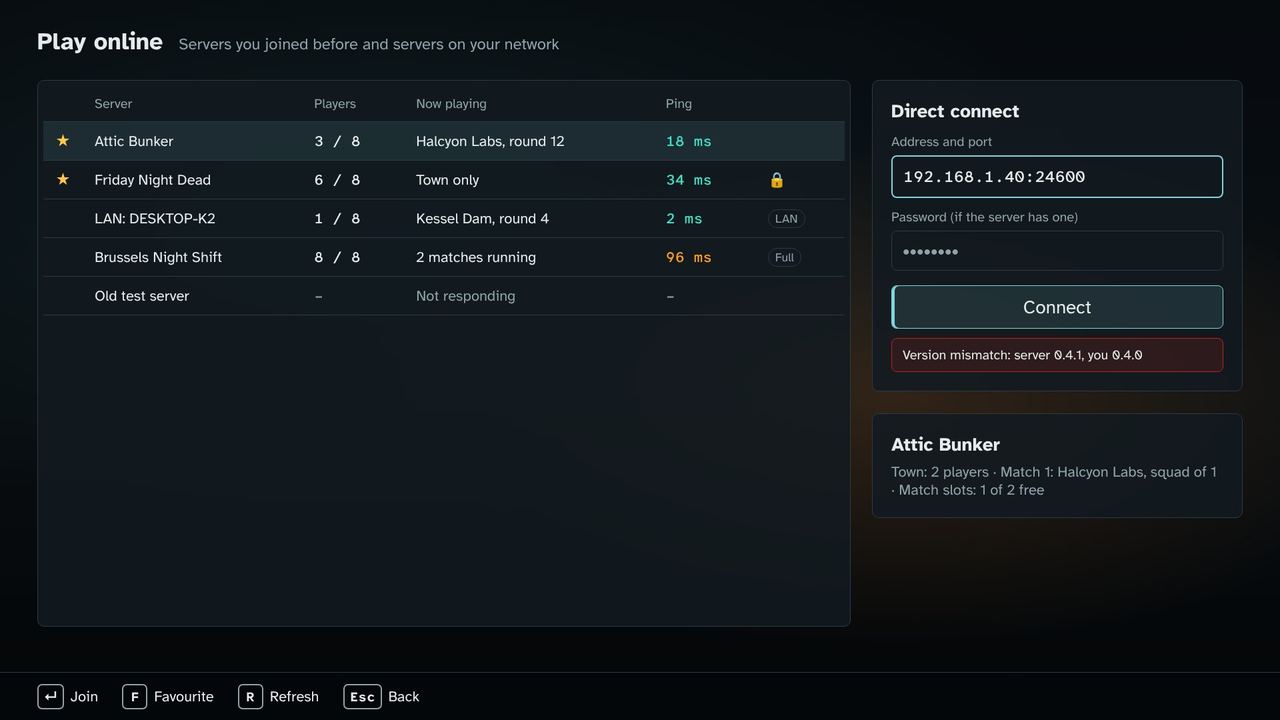 Play online Servers you joined before and servers on your network
Server Players Now playing Ping
★ Attic Bunker 3 / 8 Halcyon Labs, round 12 18 ms
★ Friday Night Dead 6 / 8 Town only 34 ms 🔒
LAN: DESKTOP-K2 1 / 8 Kessel Dam, round 4 2 ms LAN
Brussels Night Shift 8 / 8 2 matches running 96 ms Full
Old test server – Not responding –
Direct connect
Address and port
192.168.1.40:24600
Password (if the server has one)
••••••••
Connect
Version mismatch: server 0.4.1, you 0.4.0
Attic Bunker
Town: 2 players · Match 1: Halcyon Labs, squad of 1
· Match slots: 1 of 2 free
↵ Join F Favourite R Refresh Esc Back